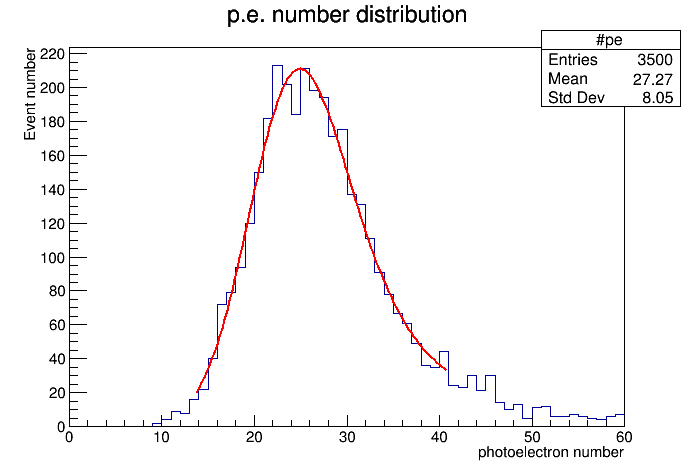 p.e. number distribution
#pe
Entries 3500
Mean 27.27
Std Dev 8.05
Event number
220
200
180
160
140
120
100
80
60
40
20
0
0 10 20 30 40 50 60
photoelectron number